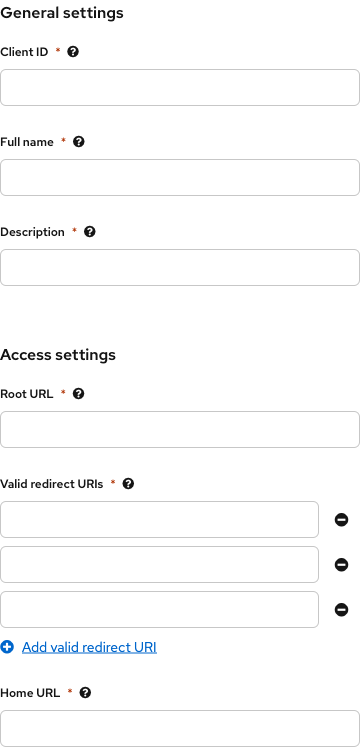 General settings
Client ID *
Full name *
Description *
Access settings
Root URL *
Valid redirect URIs *
Add valid redirect URI
Home URL *